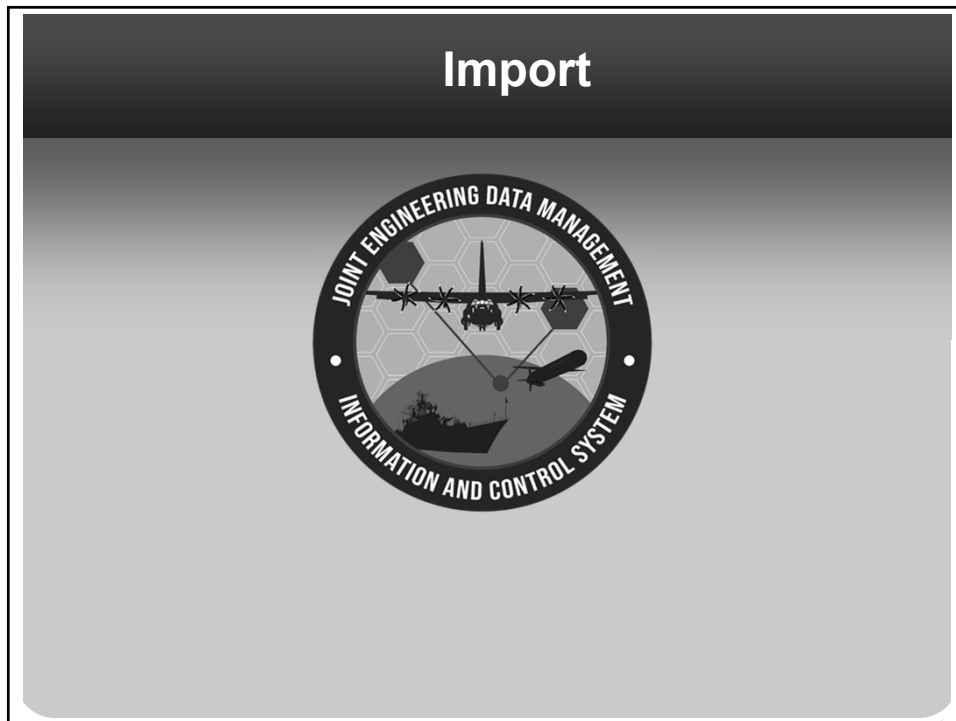 Import
JOINT ENGINEERING DATA MANAGEMENT
INFORMATION AND CONTROL SYSTEM